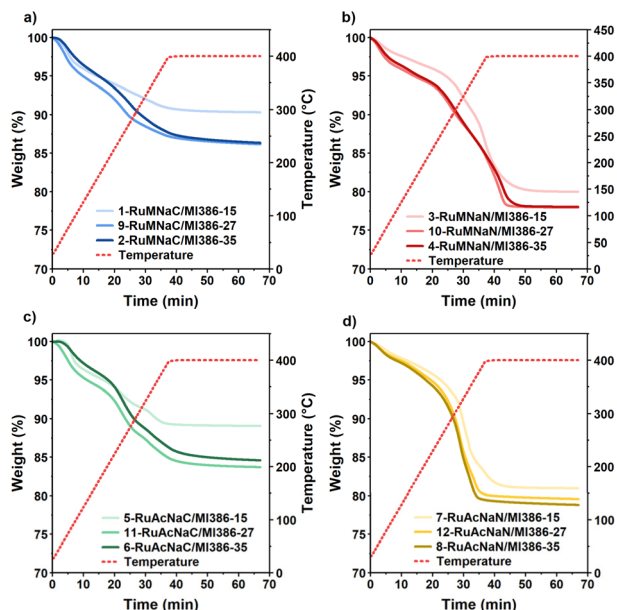 a)
100
95
90
85
80
75
70
Weight (%)
400
300
200
100
0
Temperature (°C)
1-RuMNaC/MI386-15
9-RuMNaC/MI386-27
2-RuMNaC/MI386-35
Temperature
0 10 20 30 40 50 60 70
Time (min)
b)
100
95
90
85
80
75
70
Weight (%)
450
400
350
300
250
200
150
100
50
0
Temperature (°C)
3-RuMNaN/MI386-15
10-RuMNaN/MI386-27
4-RuMNaN/MI386-35
Temperature
0 10 20 30 40 50 60 70
Time (min)
c)
100
95
90
85
80
75
70
Weight (%)
400
300
200
100
0
Temperature (°C)
5-RuAcNaC/MI386-15
11-RuAcNaC/MI386-27
6-RuAcNaC/MI386-35
Temperature
0 10 20 30 40 50 60 70
Time (min)
d)
100
95
90
85
80
75
70
Weight (%)
400
300
200
100
0
Temperature (°C)
7-RuAcNaN/MI386-15
12-RuAcNaN/MI386-27
8-RuAcNaN/MI386-35
Temperature
0 10 20 30 40 50 60 70
Time (min)